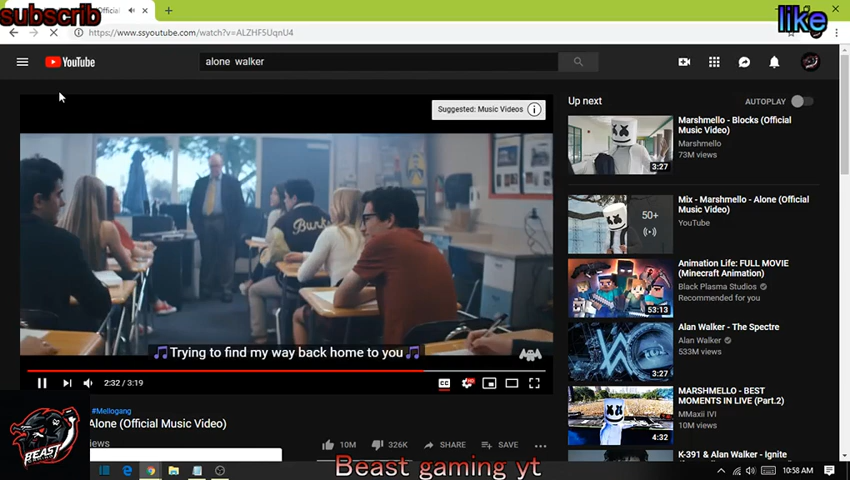 subscrib
Official
like
https://www.ssyoutube.com/watch?v=ALZHF5UqnU4
YouTube
alone walker
Suggested: Music Videos
Burk
🎵Trying to find my way back home to you🎵
2:32 / 3:19
CC
HD
#Mellogang
Alone (Official Music Video)
iews
10M
326K
SHARE
SAVE
Up next
AUTOPLAY
Marshmello - Blocks (Official
Music Video)
Marshmello
73M views
3:27
Mix - Marshmello - Alone (Official
Music Video)
YouTube
50+
Animation Life: FULL MOVIE
(Minecraft Animation)
Black Plasma Studios
Recommended for you
53:13
Alan Walker - The Spectre
Alan Walker
533M views
3:27
MARSHMELLO - BEST
MOMENTS IN LIVE (Part.2)
MMaxii IVI
10M views
4:32
K-391 & Alan Walker - Ignite
BEAST
Beast gaming yt
10:58 AM